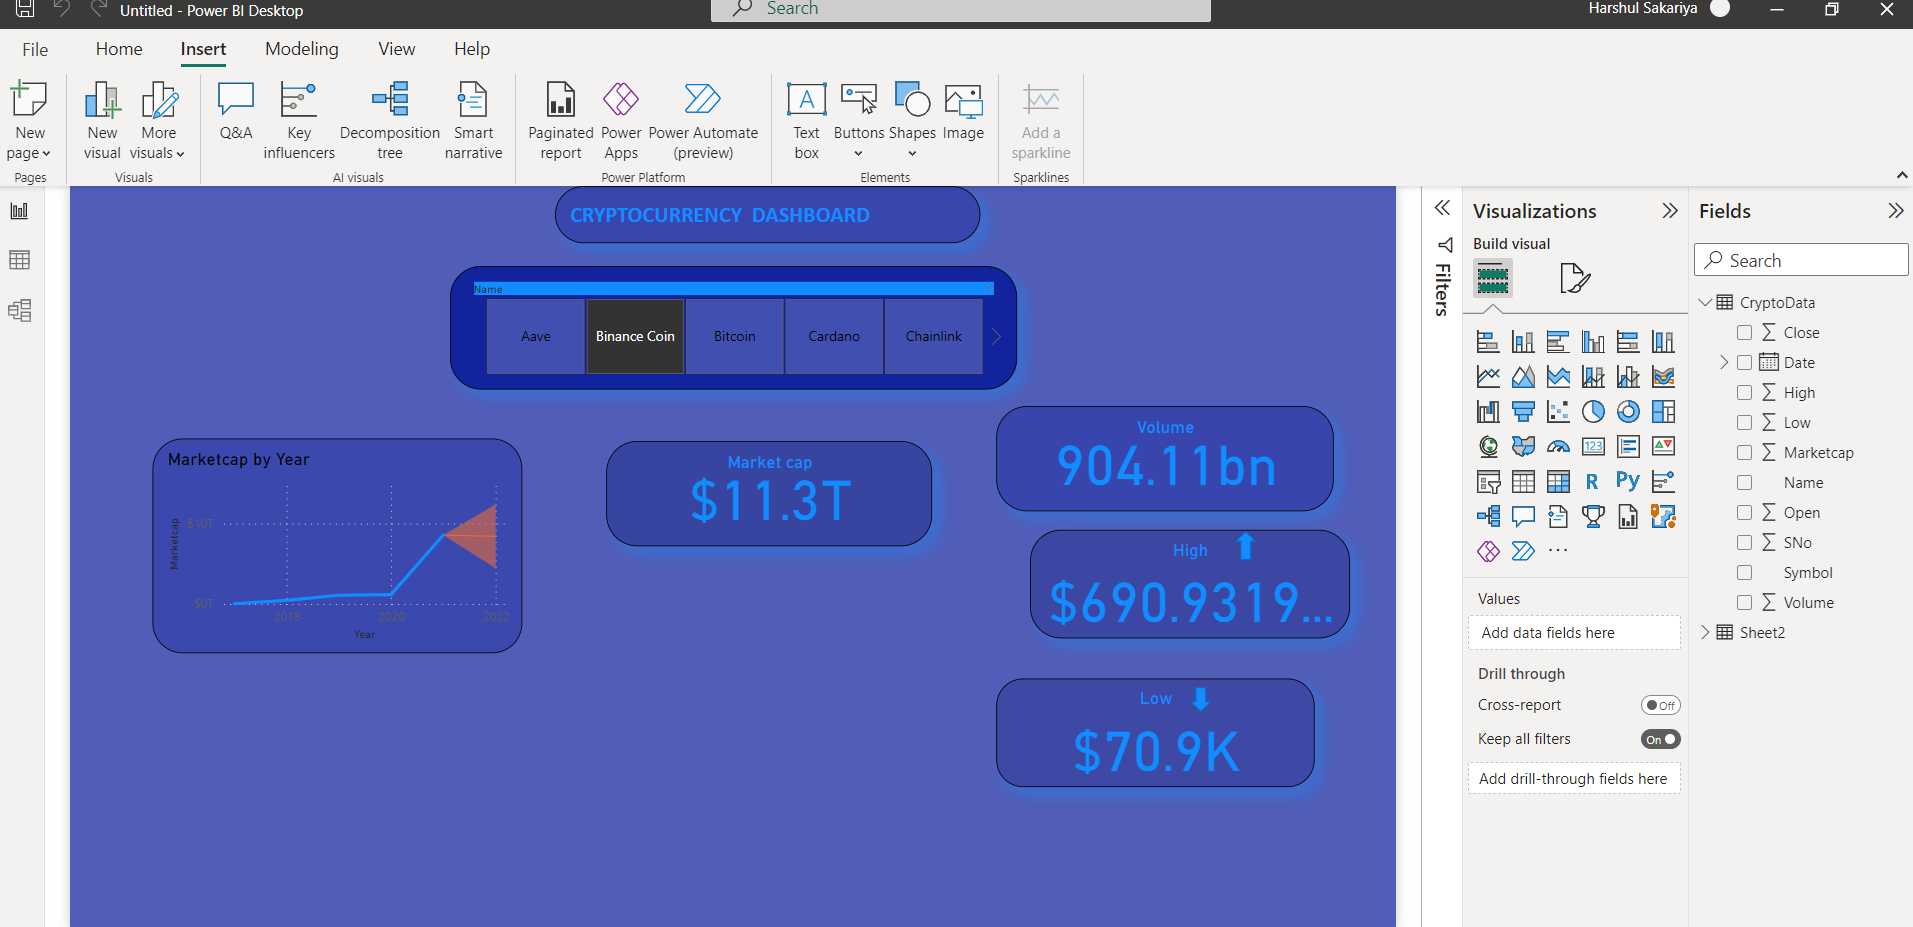 Untitled - Power BI Desktop
Search
Harshul Sakariya
File
Home
Insert
Modeling
View
Help
New page
New visual
More visuals
Q&A
Key influencers
Decomposition tree
Smart narrative
Paginated report
Power Apps
Power Automate (preview)
Text box
Buttons
Shapes
Image
Add a sparkline
Pages
Visuals
AI visuals
Power Platform
Elements
Sparklines
CRYPTOCURRENCY DASHBOARD
Name
Aave
Binance Coin
Bitcoin
Cardano
Chainlink
Marketcap by Year
Marketcap
$10T
$0T
2018
2020
2022
Year
Market cap
$11.3T
Volume
904.11bn
High
$690.9319...
Low
$70.9K
Filters
Visualizations
Build visual
123
R
Py
Values
Add data fields here
Drill through
Cross-report
Off
Keep all filters
On
Add drill-through fields here
Fields
Search
CryptoData
Close
Date
High
Low
Marketcap
Name
Open
SNo
Symbol
Volume
Sheet2